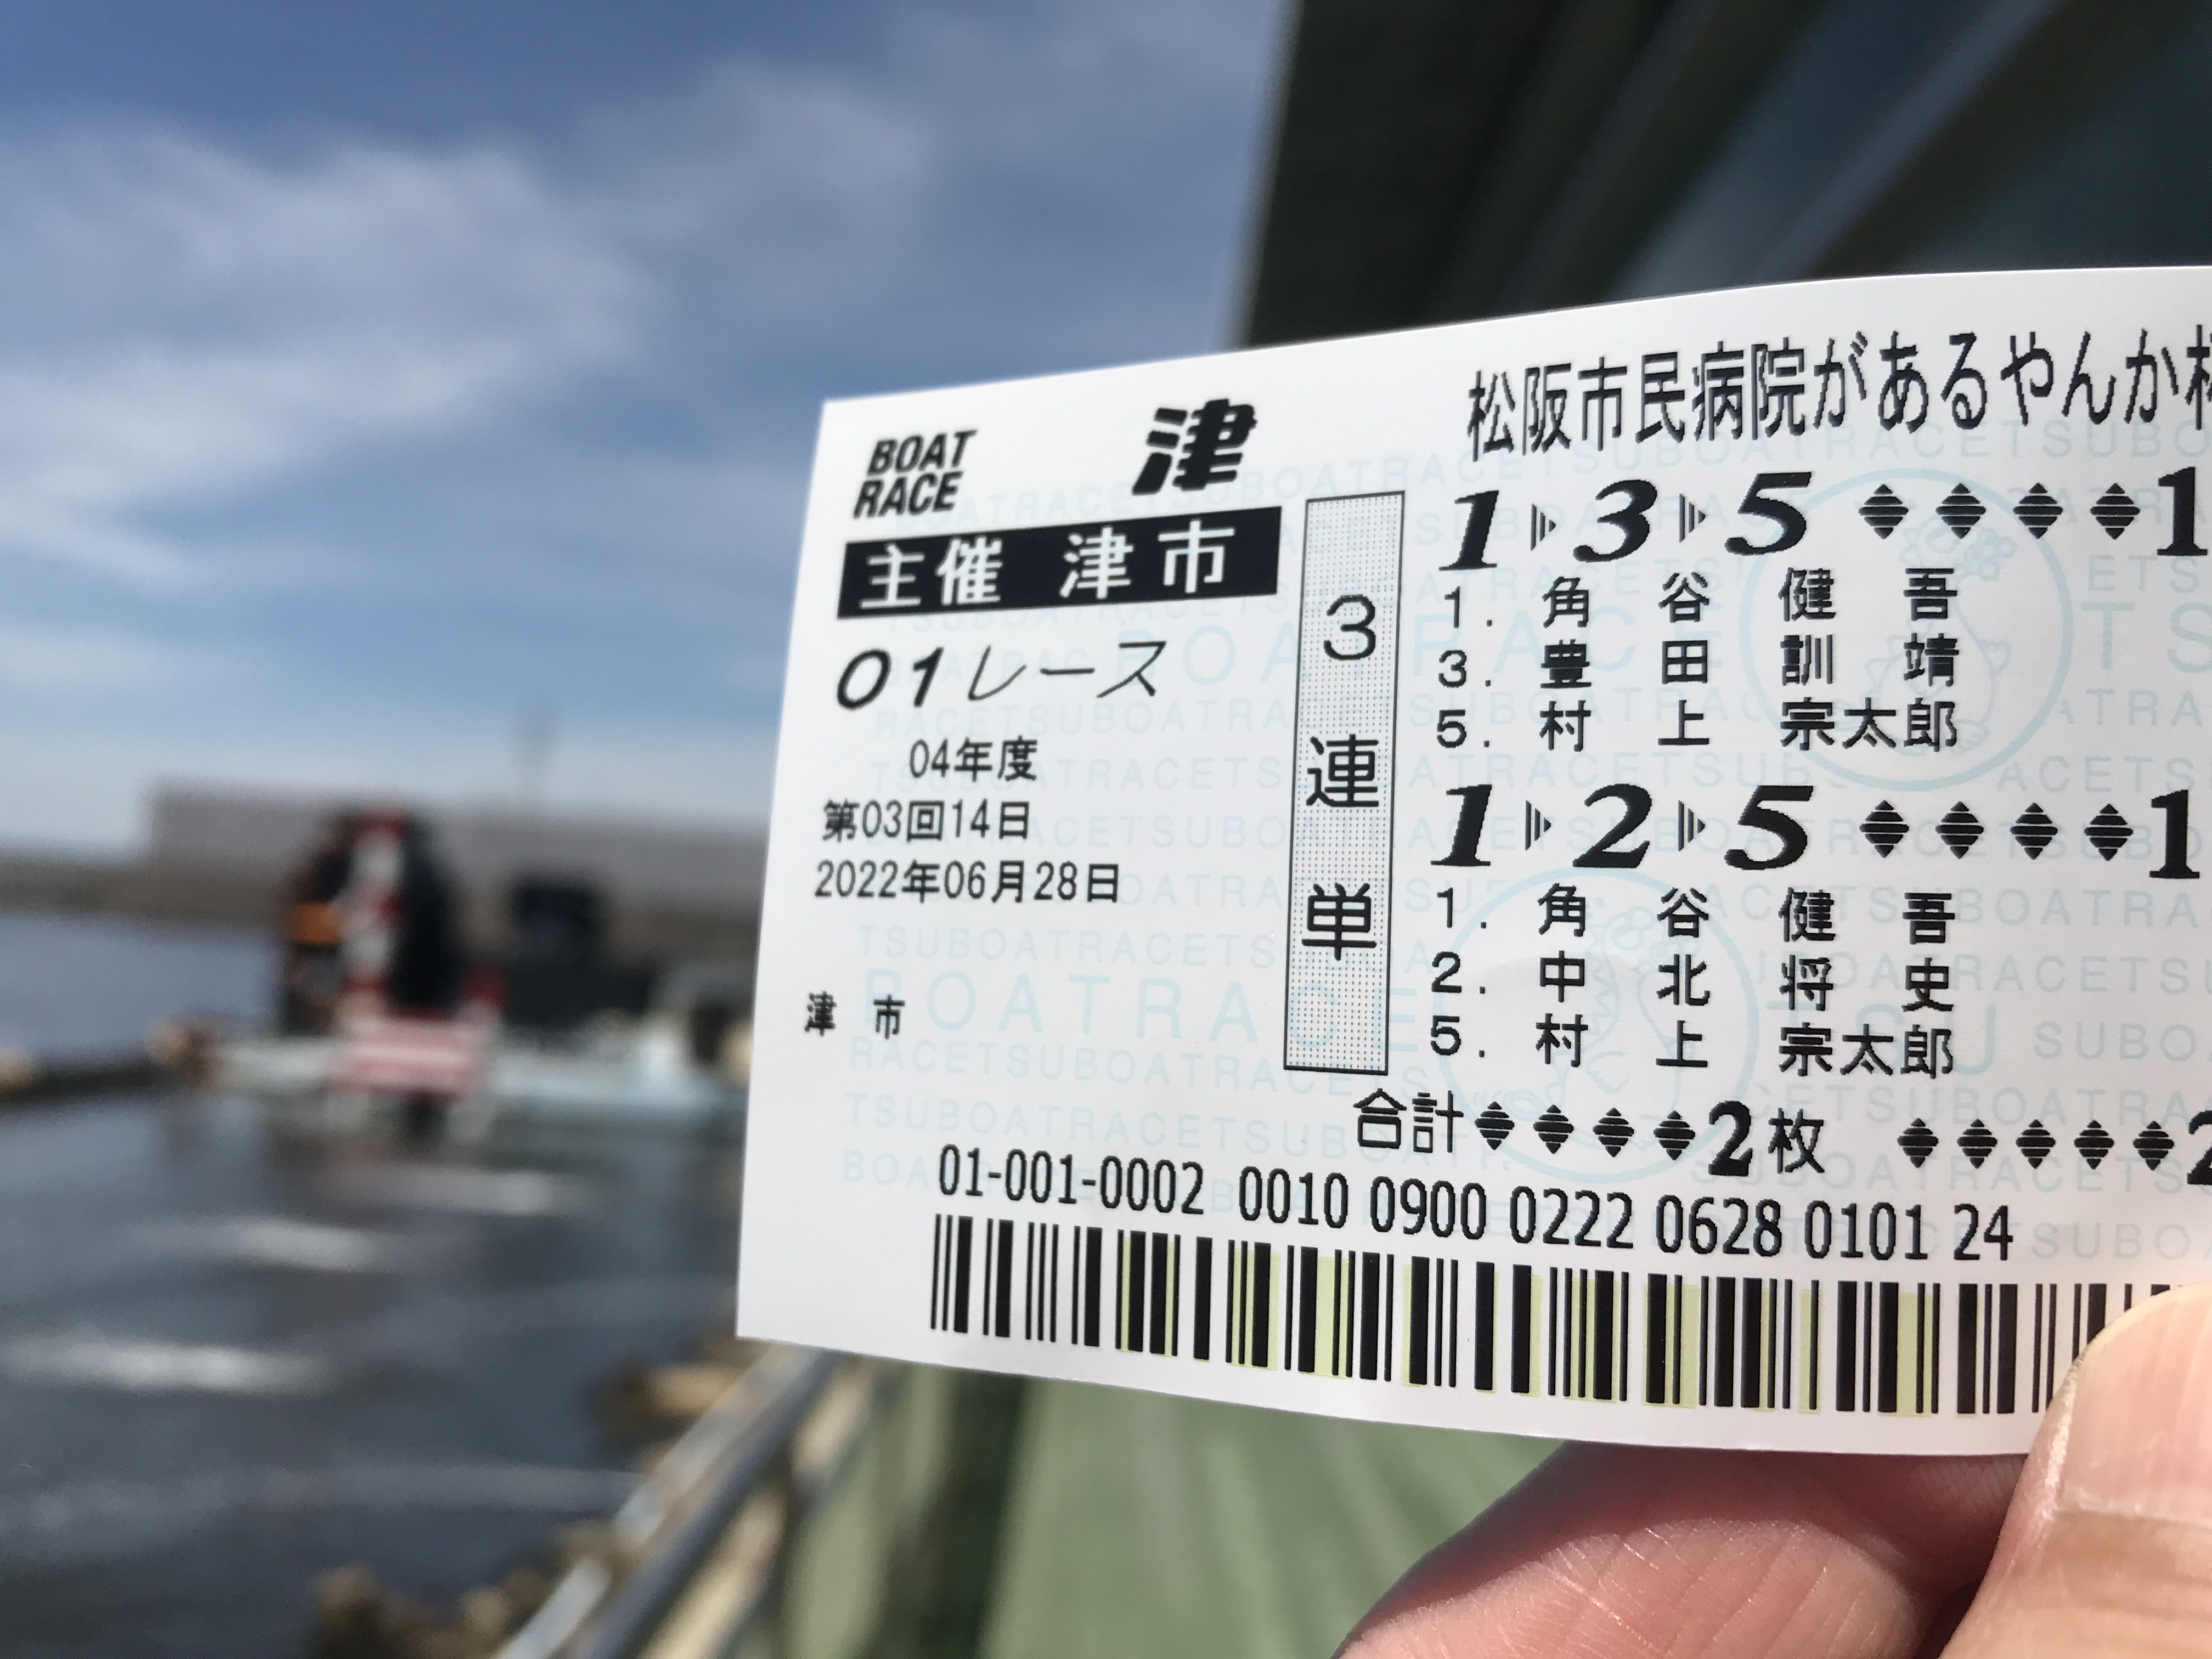 BOAT
RACE
津
松阪市民病院があるやんか杯
主催 津市
01レース
04年度
第03回14日
2022年06月28日
津 市
3連単
1 3 5 1
1. 角谷健吾
3. 豊田訓靖
5. 村上宗太郎
1 2 5 1
1. 角谷健吾
2. 中北将史
5. 村上宗太郎
合計 2枚 2
01-001-0002 0010 0900 0222 0628 0101 24